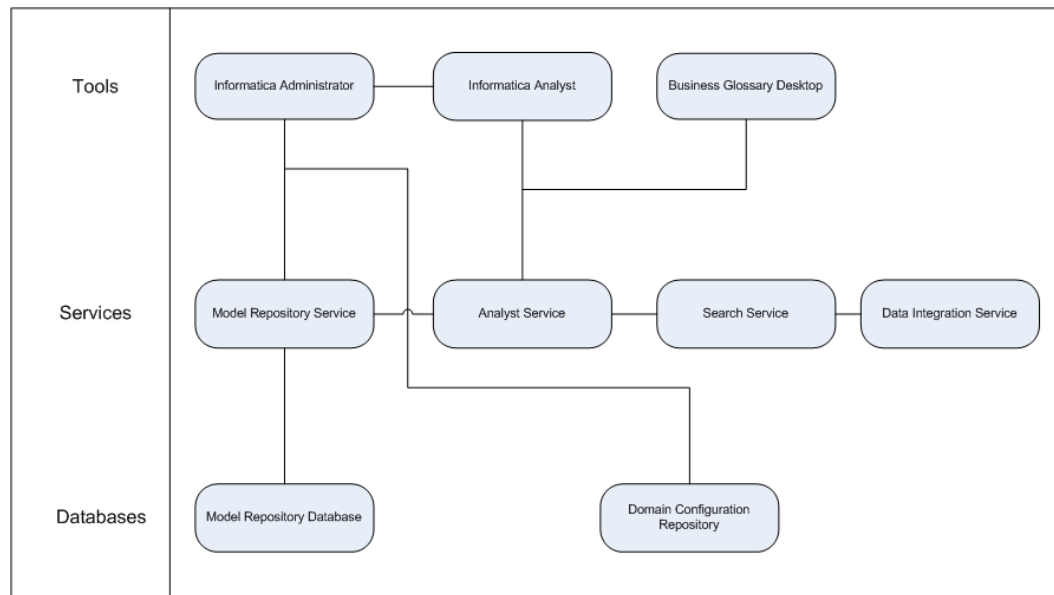 Tools
Informatica Administrator
Informatica Analyst
Business Glossary Desktop
Services
Model Repository Service
Analyst Service
Search Service
Data Integration Service
Databases
Model Repository Database
Domain Configuration
Repository